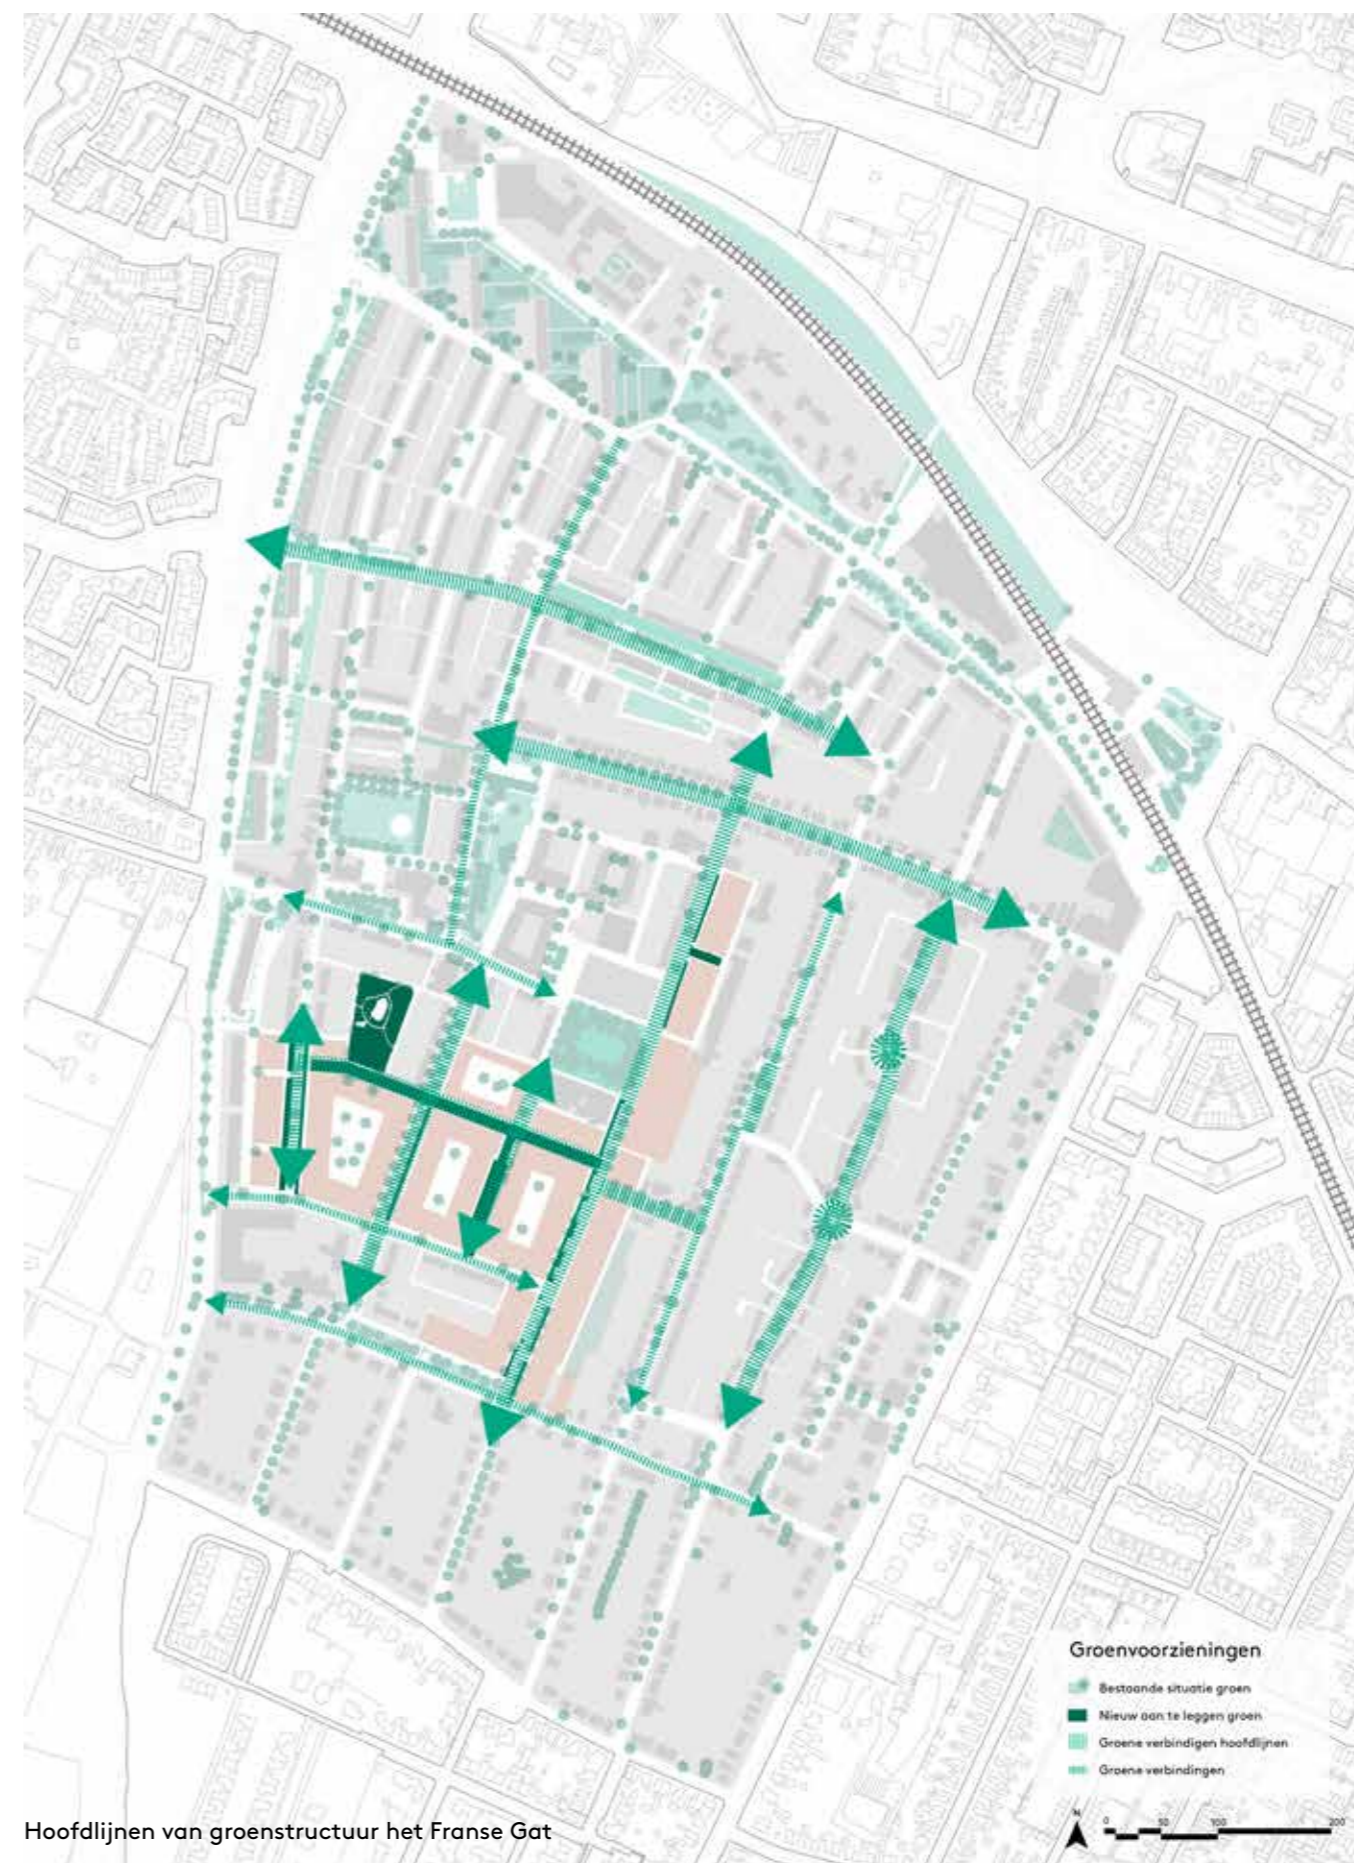 Groenvoorzieningen
Bestaande situatie groen
Nieuw aan te leggen groen
Groene verbindigen hoofdlijnen
Groene verbindingen
N
0 50 100 200
Hoofdlijnen van groenstructuur het Franse Gat